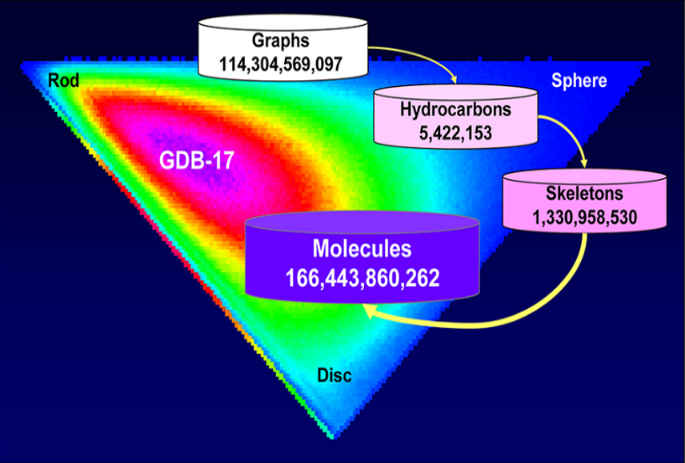 Graphs
114,304,569,097
Rod
Sphere
Hydrocarbons
5,422,153
GDB-17
Skeletons
1,330,958,530
Molecules
166,443,860,262
Disc